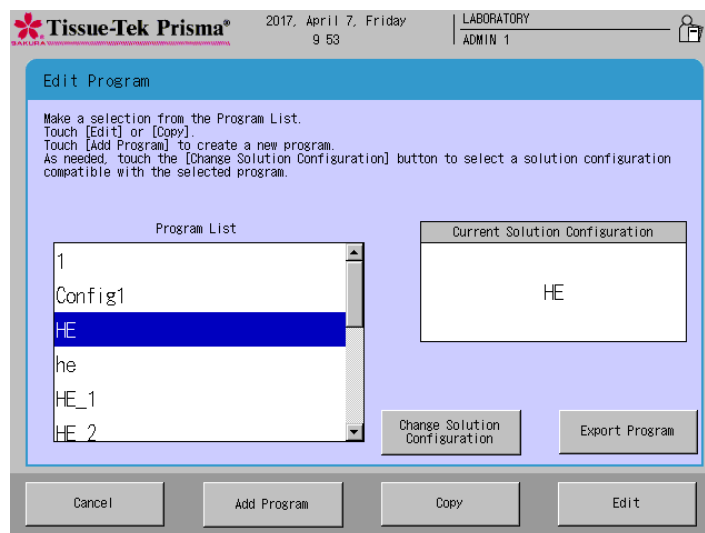 Tissue-Tek Prisma®
SAKURA
2017, April 7, Friday
9 53
LABORATORY
ADMIN 1
Edit Program
Make a selection from the Program List.
Touch [Edit] or [Copy].
Touch [Add Program] to create a new program.
As needed, touch the [Change Solution Configuration] button to select a solution configuration
compatible with the selected program.
Program List
1
Config1
HE
he
HE_1
HE_2
Current Solution Configuration
HE
Change Solution
Configuration
Export Program
Cancel
Add Program
Copy
Edit